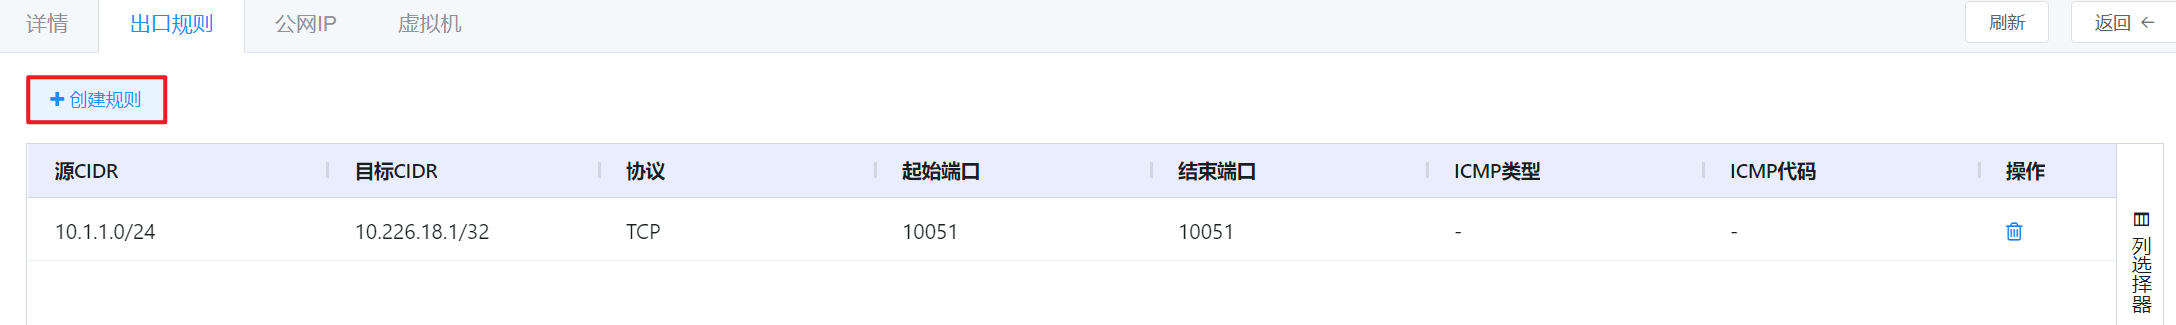 详情 出口规则 公网IP 虚拟机 刷新 返回 ←
+ 创建规则
源CIDR 目标CIDR 协议 起始端口 结束端口 ICMP类型 ICMP代码 操作
10.1.1.0/24 10.226.18.1/32 TCP 10051 10051 - -
列选择器